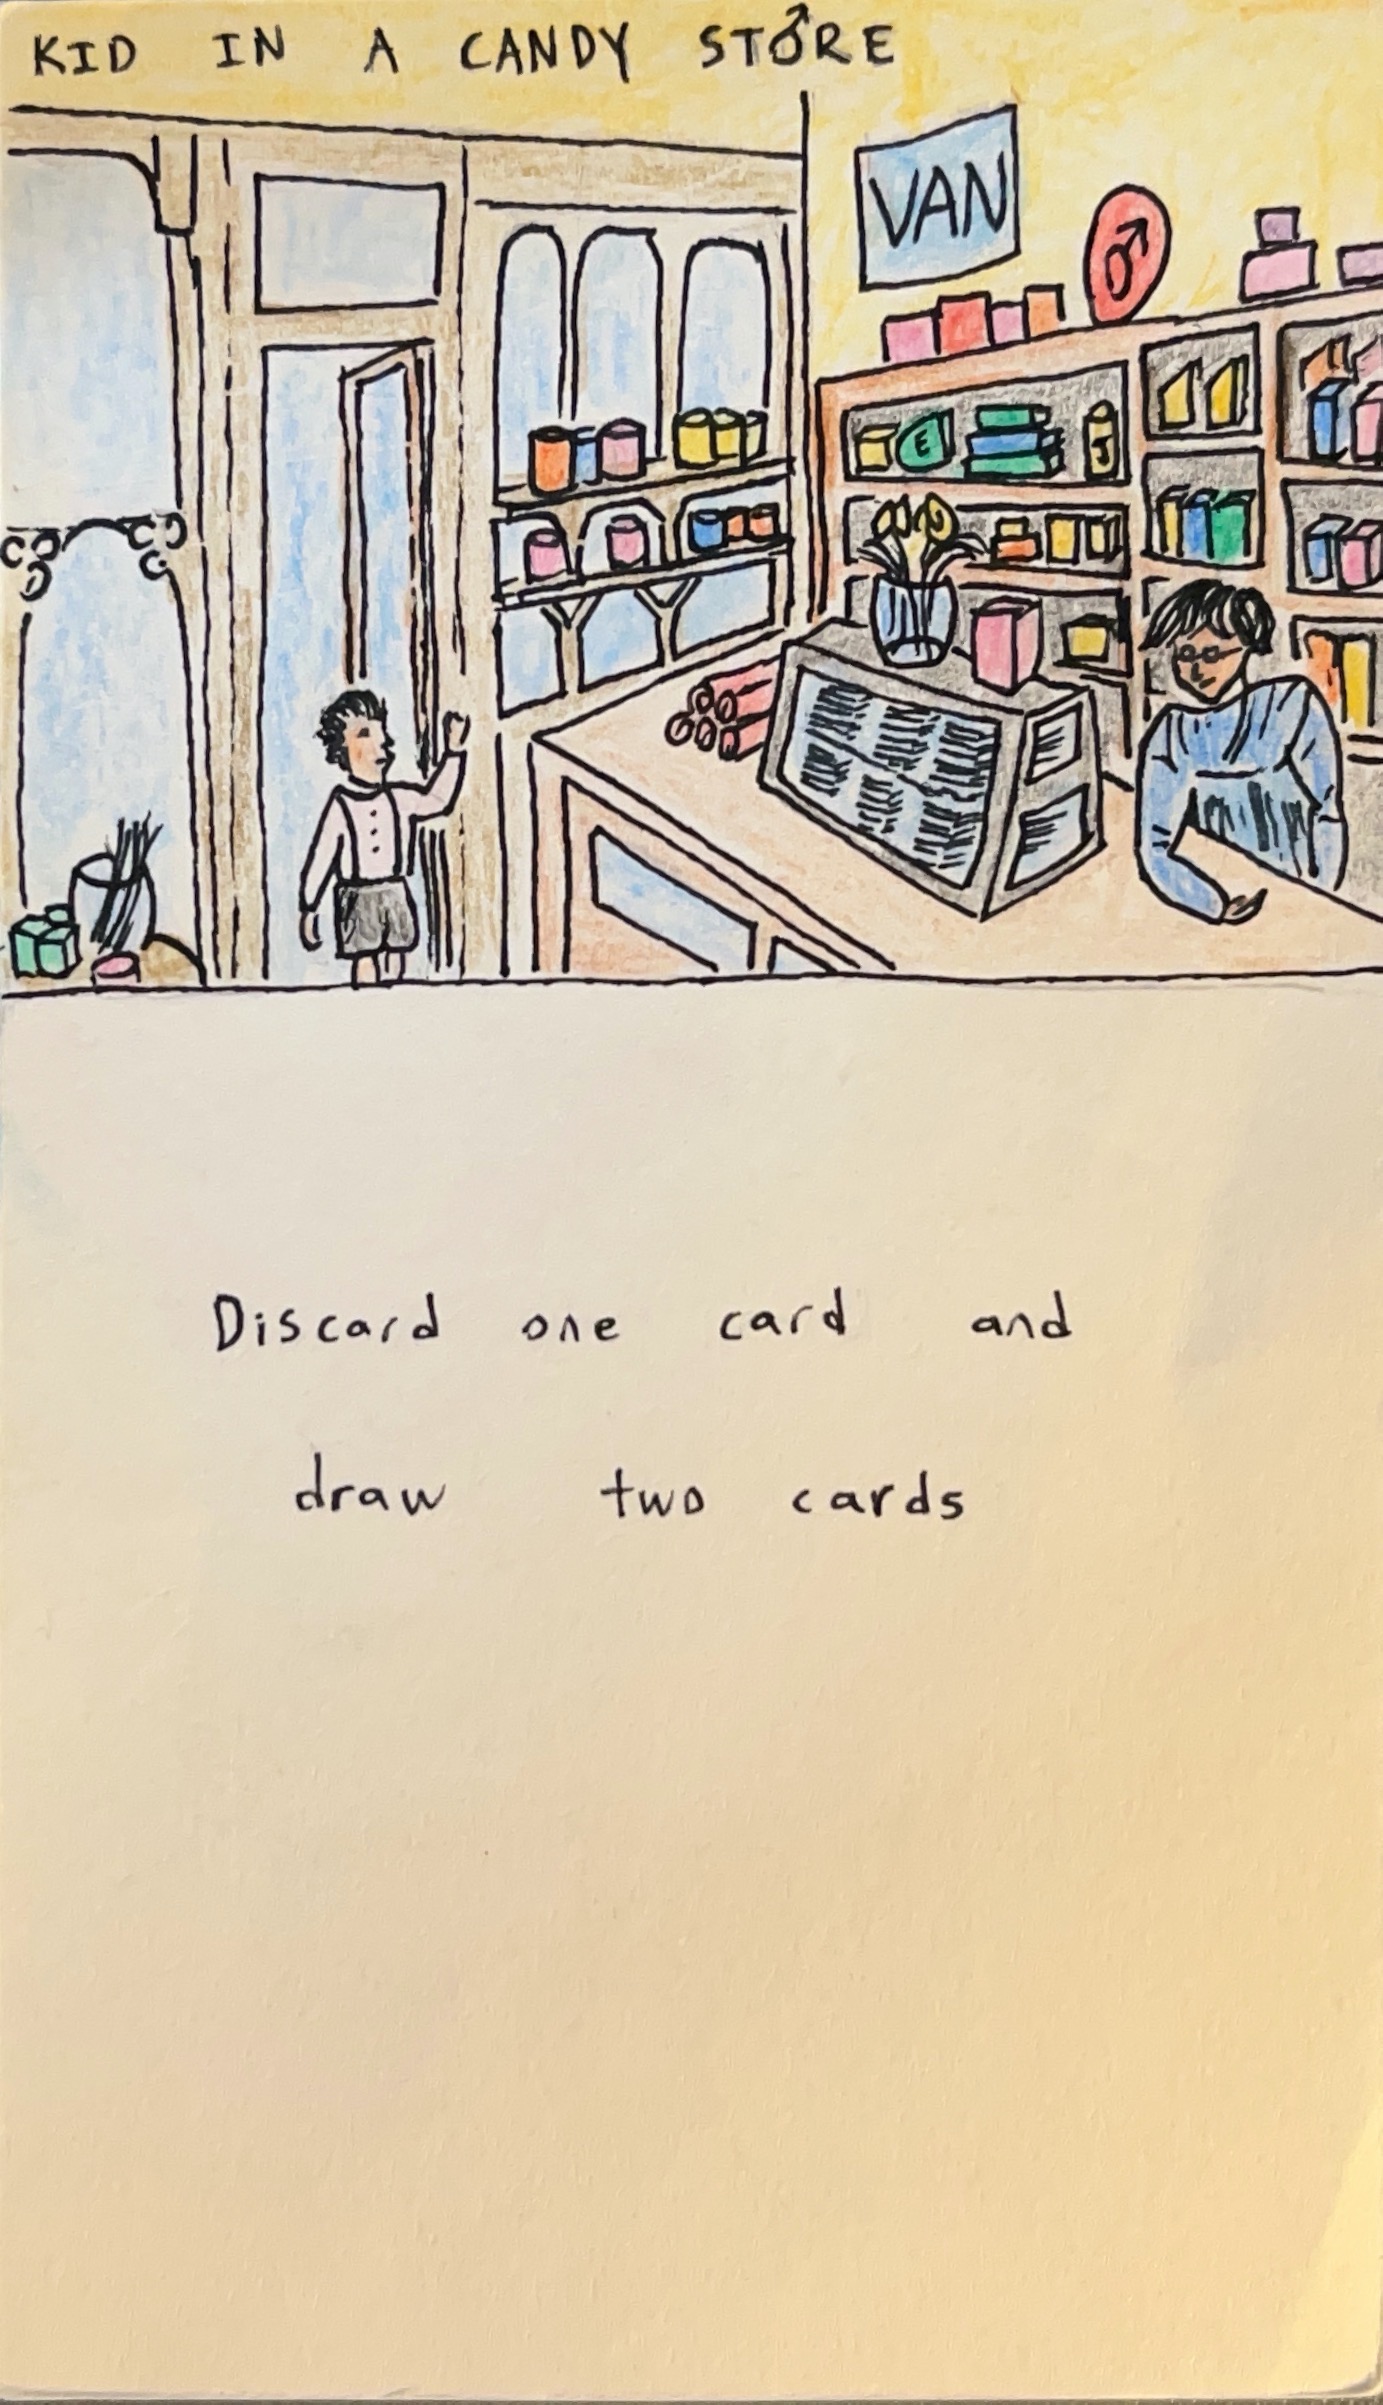 KID IN A CANDY ST♂RE
VAN
♂
E
J
Discard one card and
draw two cards